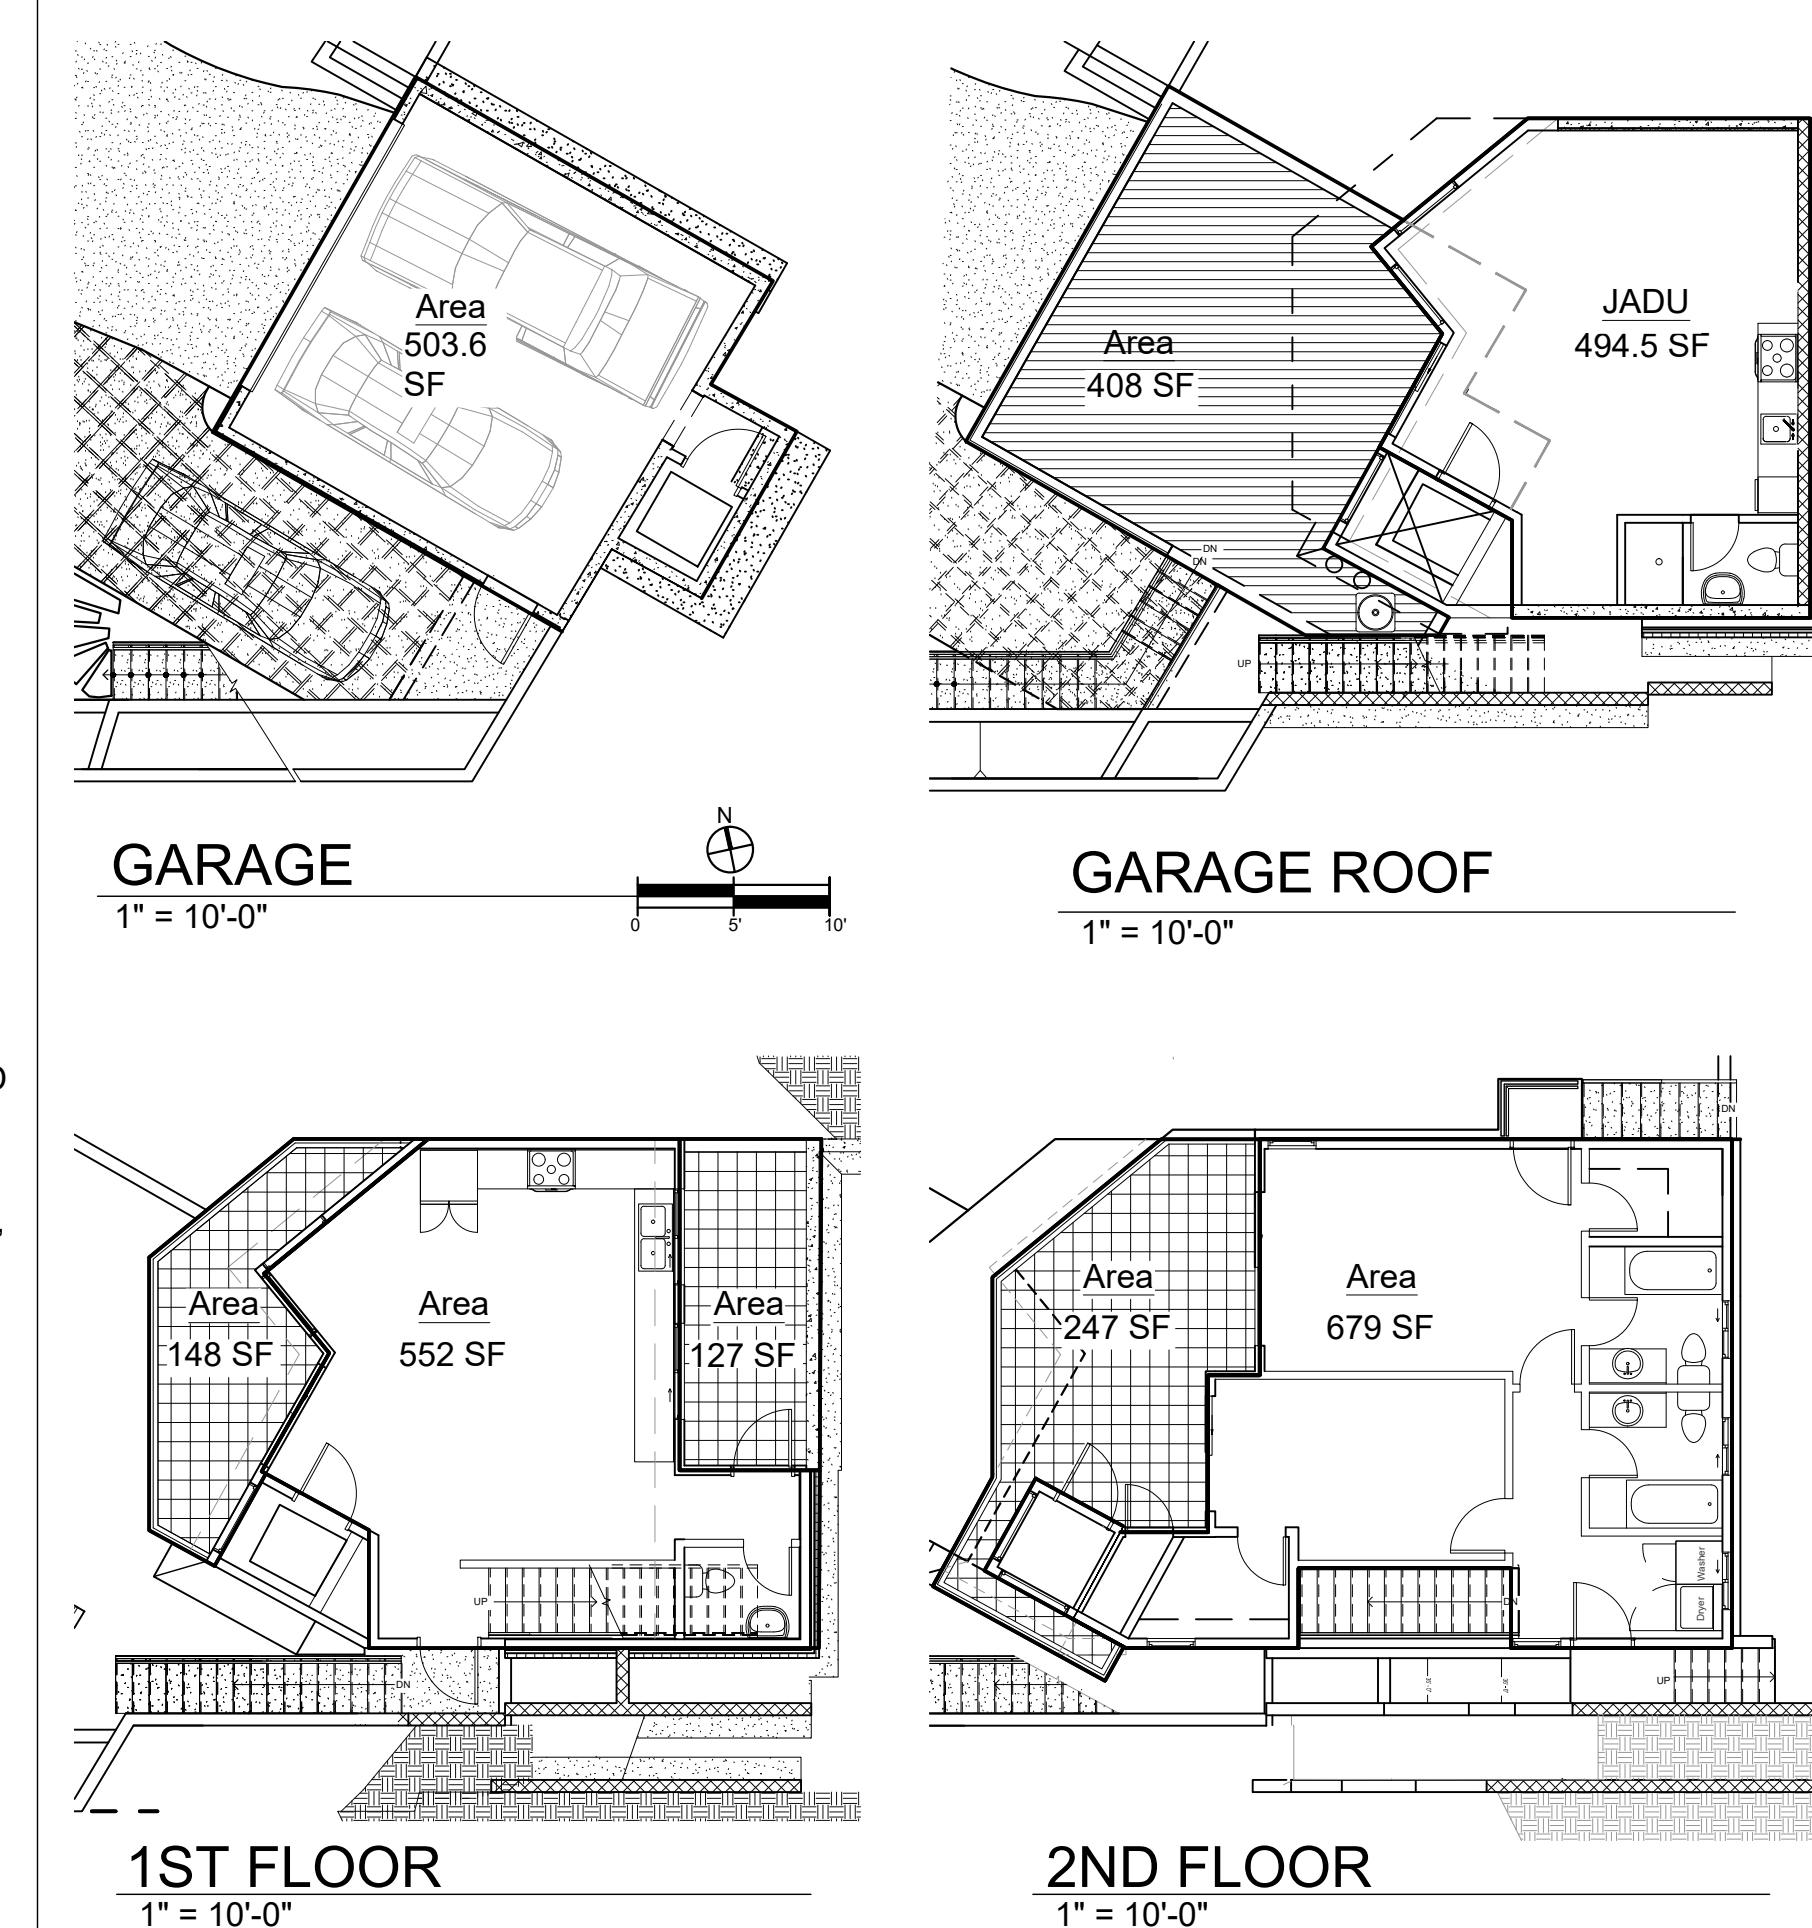 Area
503.6
SF
GARAGE
1" = 10'-0"
N
0 5' 10'
JADU
494.5 SF
Area
408 SF
DN
DN
UP
GARAGE ROOF
1" = 10'-0"
Area
148 SF
Area
552 SF
Area
127 SF
UP
DN
1ST FLOOR
1" = 10'-0"
DN
Area
247 SF
Area
679 SF
Washer
Dryer
DN
UP
2ND FLOOR
1" = 10'-0"